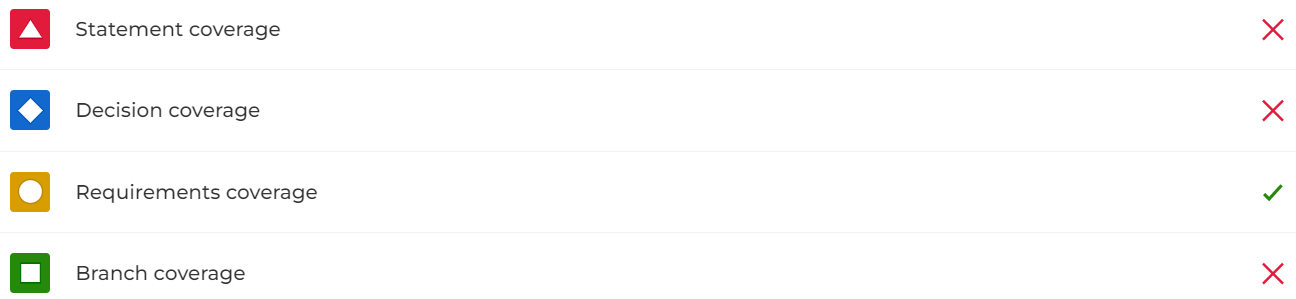 Statement coverage
Decision coverage
Requirements coverage
Branch coverage